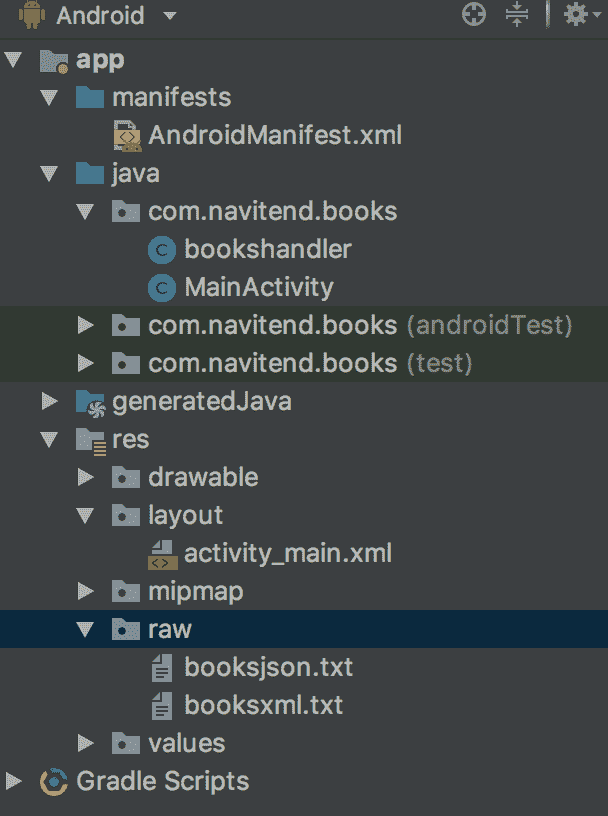 Android
app
manifests
AndroidManifest.xml
java
com.navitend.books
bookshandler
MainActivity
com.navitend.books (androidTest)
com.navitend.books (test)
generatedJava
res
drawable
layout
activity_main.xml
mipmap
raw
booksjson.txt
booksxml.txt
values
Gradle Scripts